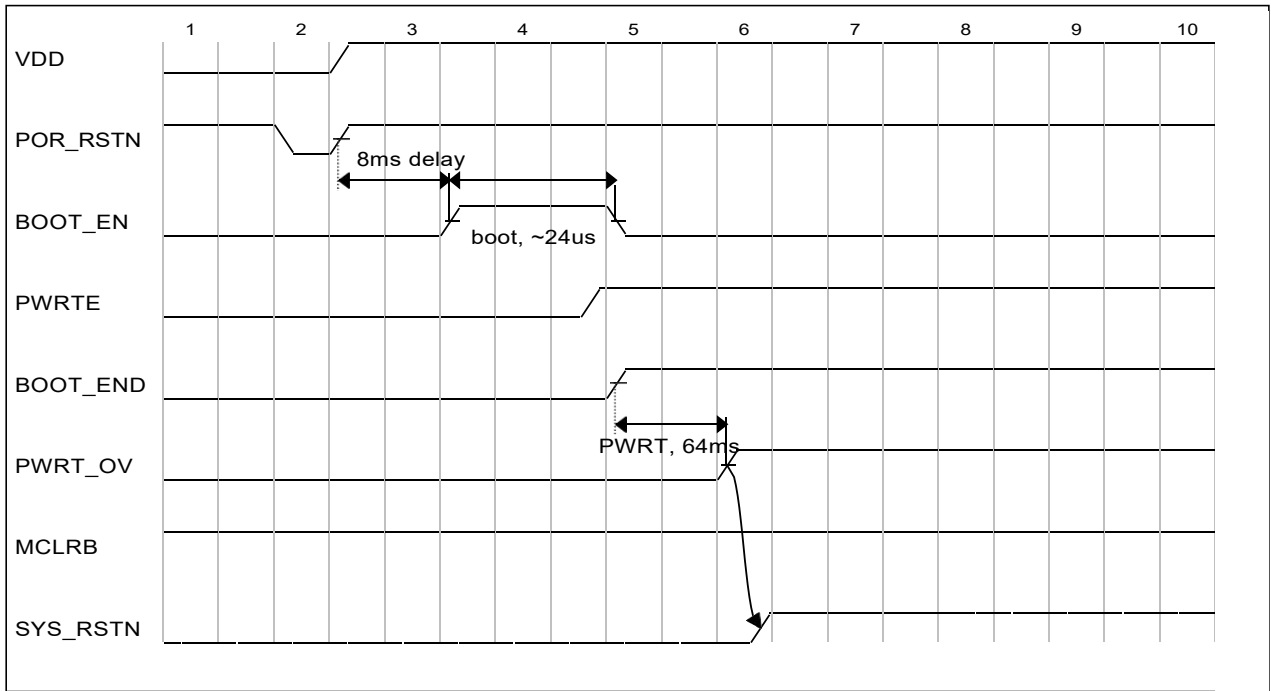 1 2 3 4 5 6 7 8 9 10
VDD
POR_RSTN
8ms delay
BOOT_EN
boot, ~24us
PWRTE
BOOT_END
PWRT, 64ms
PWRT_OV
MCLRB
SYS_RSTN